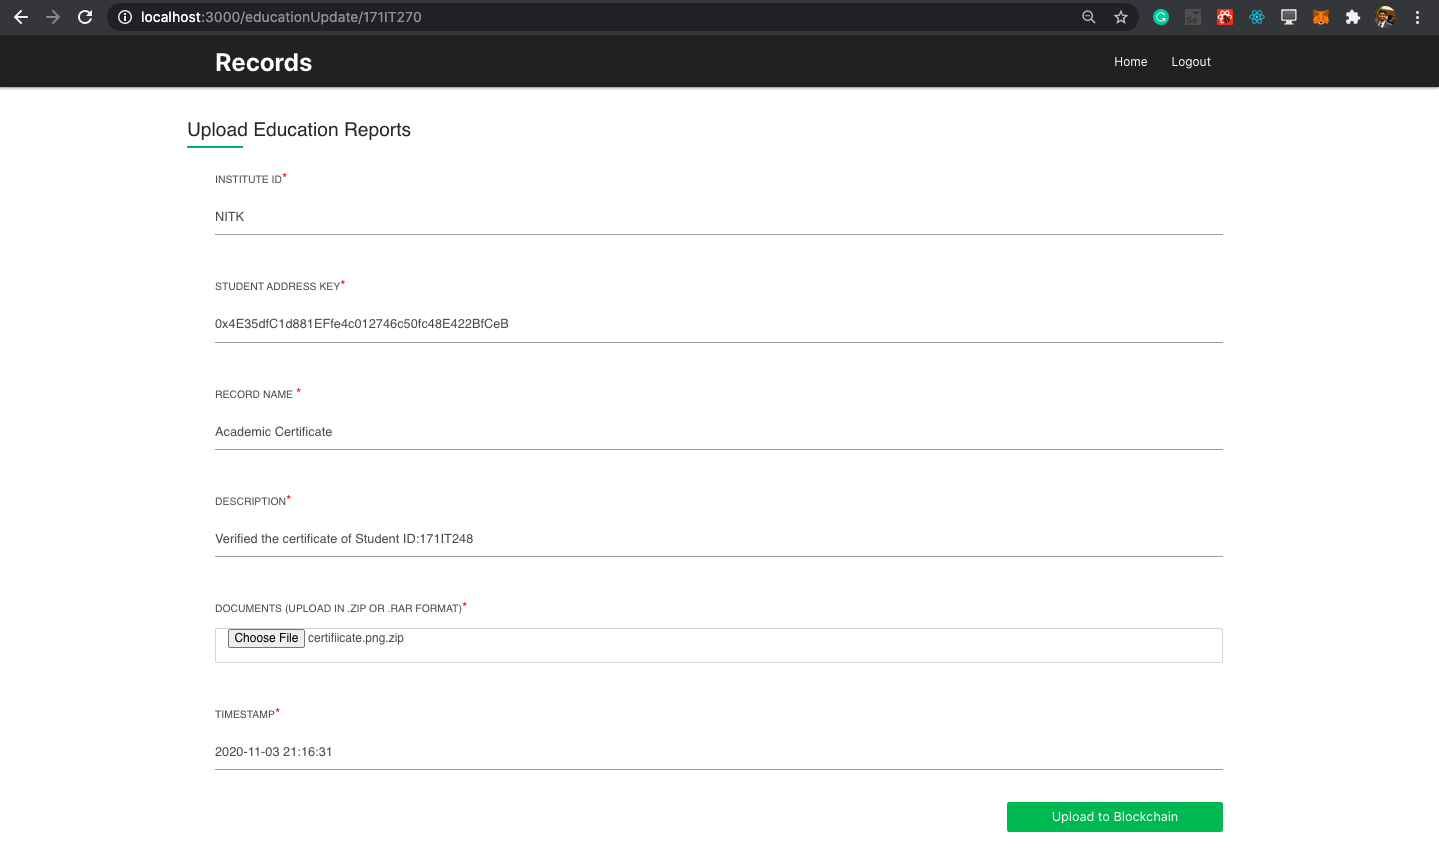 localhost:3000/educationUpdate/171IT270
Records
Home Logout
Upload Education Reports
INSTITUTE ID*
NITK
STUDENT ADDRESS KEY*
0x4E35dfC1d881EFfe4c012746c50fc48E422BfCeB
RECORD NAME *
Academic Certificate
DESCRIPTION*
Verified the certificate of Student ID:171IT248
DOCUMENTS (UPLOAD IN .ZIP OR .RAR FORMAT)*
Choose File certifiicate.png.zip
TIMESTAMP*
2020-11-03 21:16:31
Upload to Blockchain